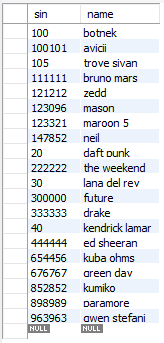 sin name
100 botnek
100101 avicii
105 trove sivan
111111 bruno mars
121212 zedd
123096 mason
123321 maroon 5
147852 neil
20 daft punk
222222 the weekend
30 lana del rev
300000 future
333333 drake
40 kendrick lamar
444444 ed sheeran
654456 kuba ohms
676767 green day
852852 kumiko
898989 paramore
963963 gwen stefani
NULL NULL